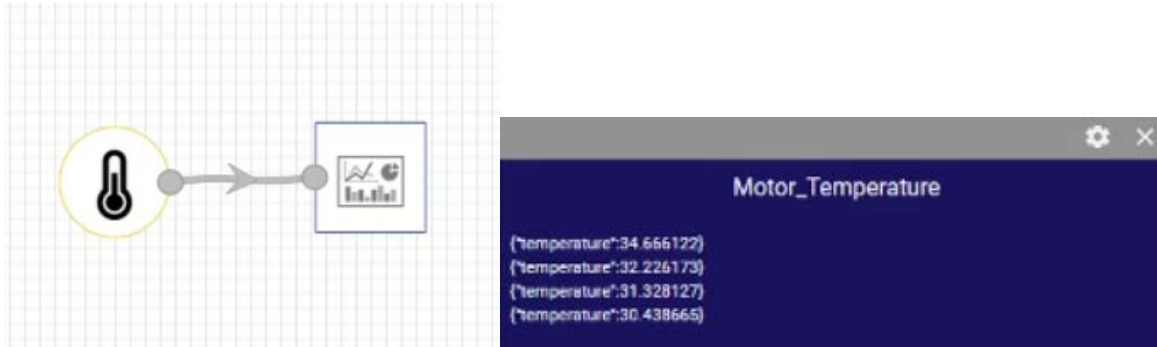 Motor_Temperature
{"temperature":34.666122}
{"temperature":32.226173}
{"temperature":31.328127}
{"temperature":30.438665}